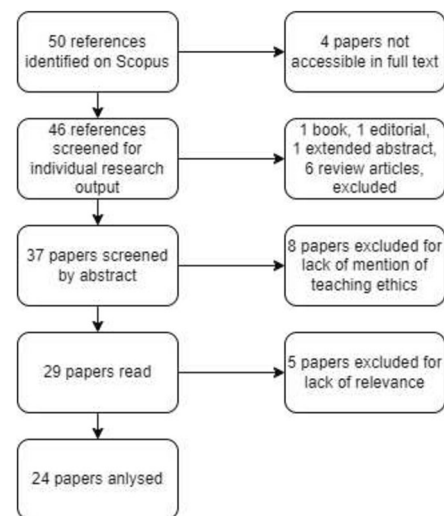 50 references
identified on Scopus
4 papers not
accessible in full text
46 references
screened for
individual research
output
1 book, 1 editorial,
1 extended abstract,
6 review articles,
excluded
37 papers screened
by abstract
8 papers excluded for
lack of mention of
teaching ethics
29 papers read
5 papers excluded for
lack of relevance
24 papers anlysed